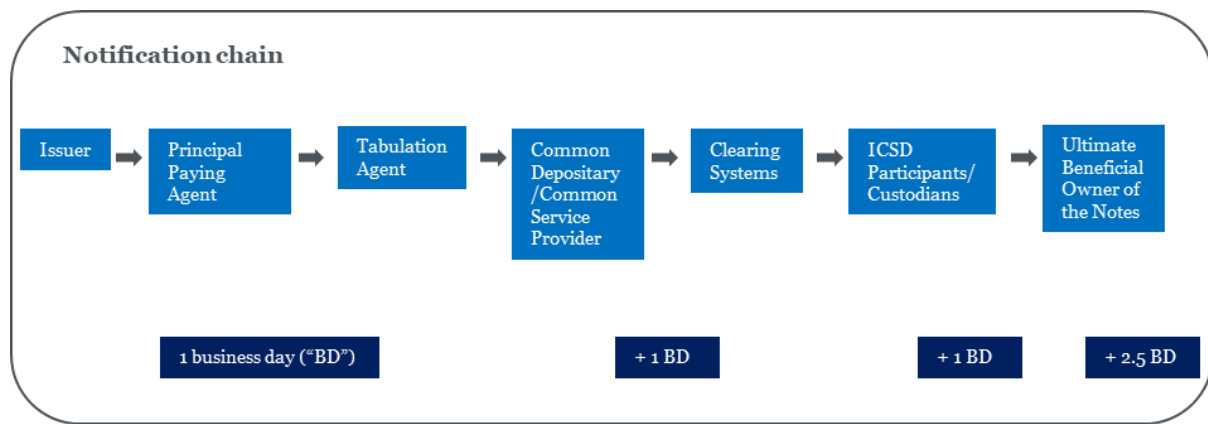 Notification chain
Issuer
Principal
Paying
Agent
Tabulation
Agent
Common
Depositary
/Common
Service
Provider
Clearing
Systems
ICSD
Participants/
Custodians
Ultimate
Beneficial
Owner of
the Notes
1 business day (“BD”)
+ 1 BD
+ 1 BD
+ 2.5 BD